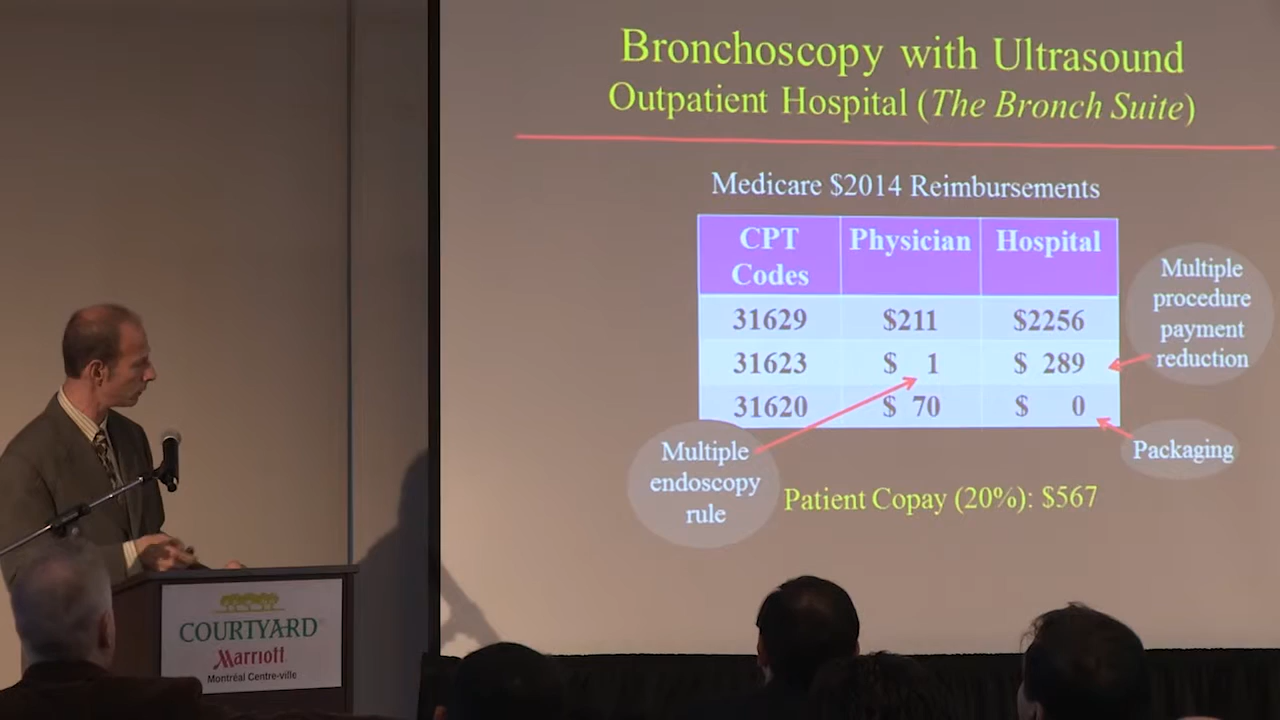 Bronchoscopy with Ultrasound
Outpatient Hospital (The Bronch Suite)
Medicare $2014 Reimbursements
CPT Codes Physician Hospital
31629 $211 $2256
31623 $ 1 $ 289
31620 $ 70 $ 0
Multiple
procedure
payment
reduction
Packaging
Multiple
endoscopy
rule
Patient Copay (20%): $567
COURTYARD
Marriott
Montréal Centre-ville